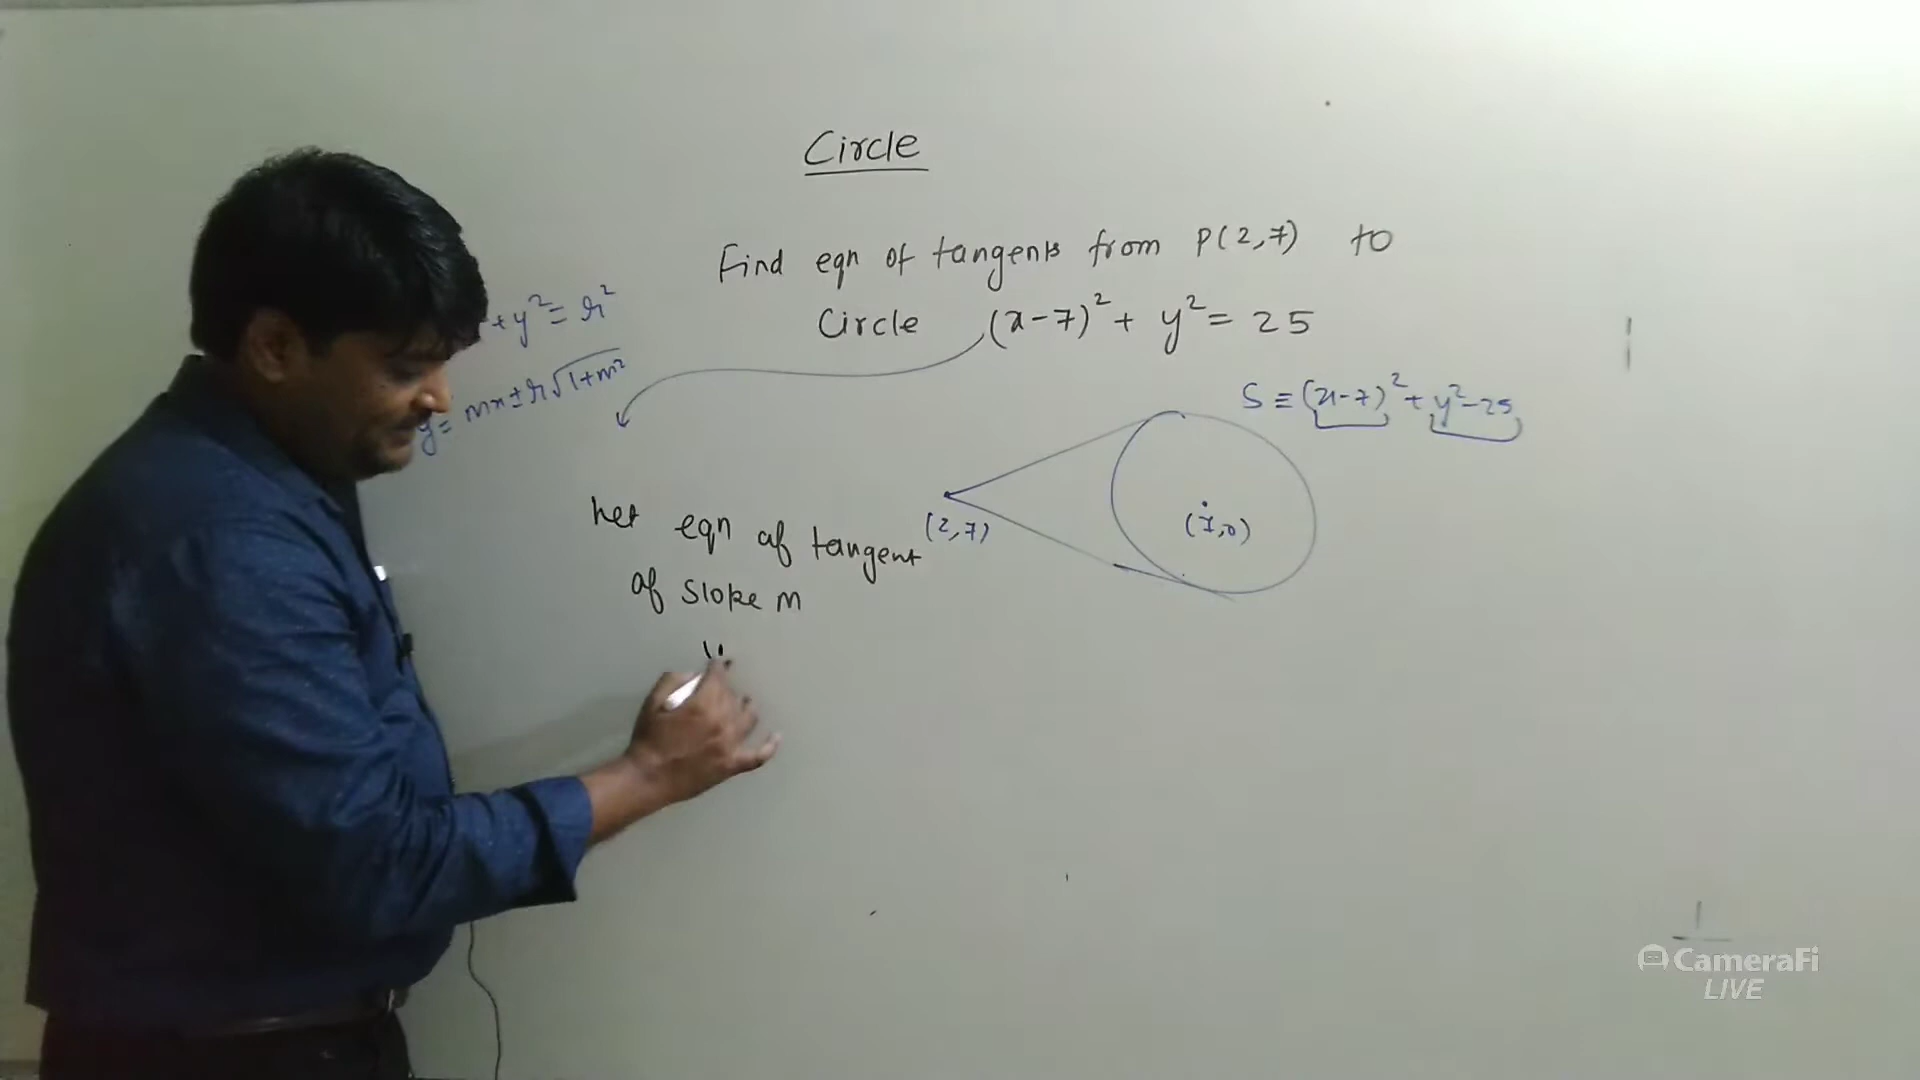 Circle
Find eqn of tangents from P(2,7) to
Circle (x-7)² + y² = 25
+ y² = r²
y = mx ± r√1+m²
S ≡ (x-7)² + y²-25
(2,7)
(7,0)
Let eqn of tangent
of slope m
CameraFi
LIVE